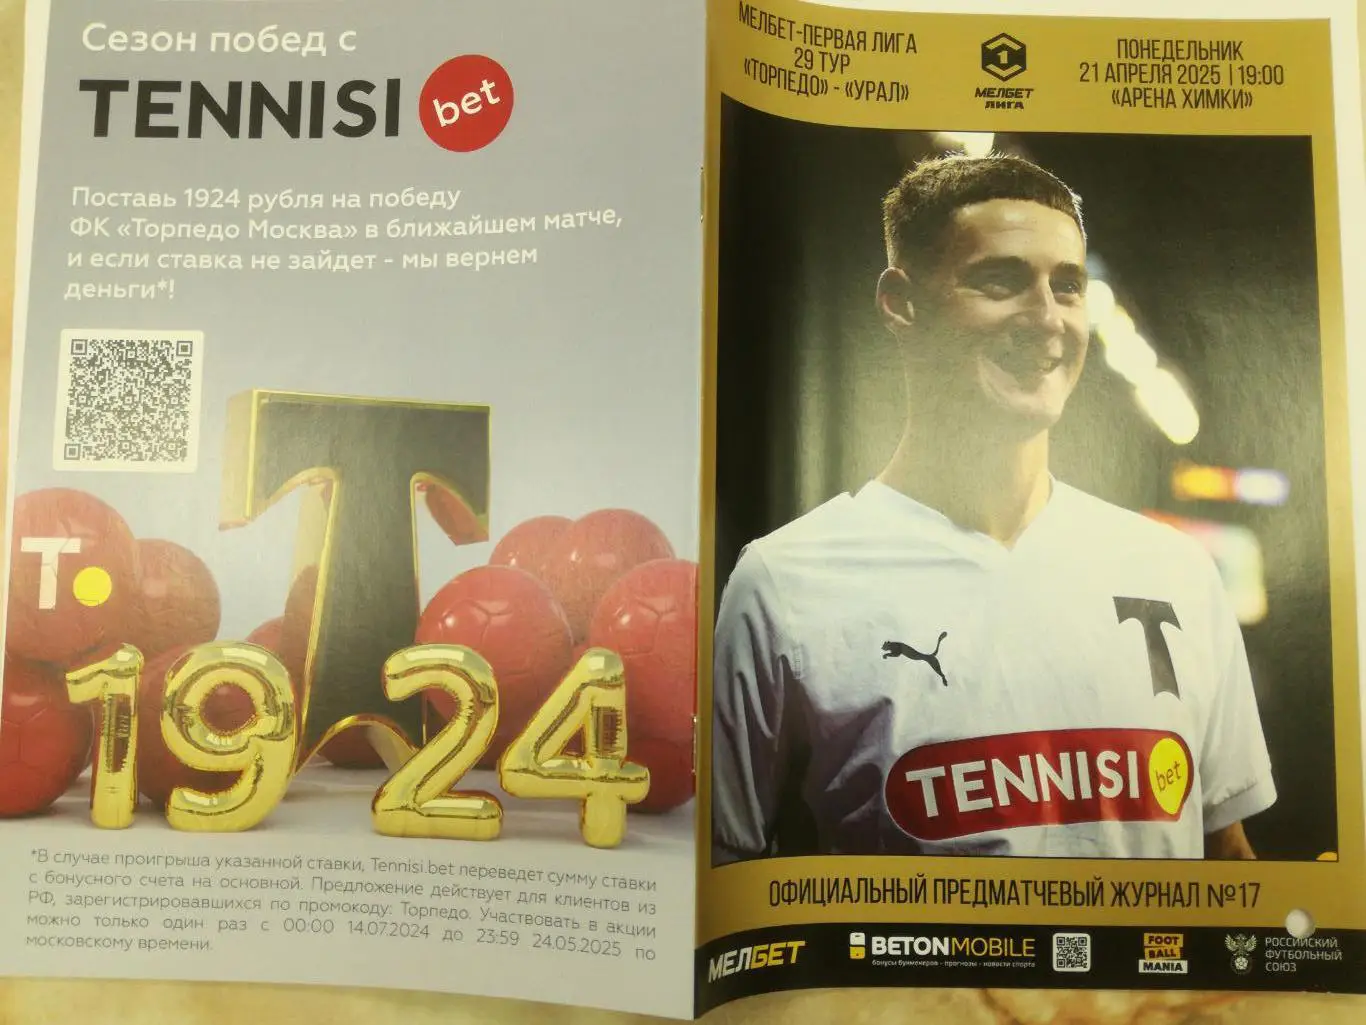 Сезон побед с
TENNISI bet
Поставь 1924 рубля на победу
ФК «Торпедо Москва» в ближайшем матче,
и если ставка не зайдет - мы вернем
деньги*!
Т
1924
*В случае проигрыша указанной ставки, Tennisi.bet переведет сумму ставки
с бонусного счета на основной. Предложение действует для клиентов из
РФ, зарегистрировавшихся по промокоду: Торпедо. Участвовать в акции
можно только один раз с 00:00 14.07.2024 до 23:59 24.05.2025 по
московскому времени.
МЕЛБЕТ-ПЕРВАЯ ЛИГА
29 ТУР
«ТОРПЕДО» - «УРАЛ»
1
МЕЛБЕТ
ЛИГА
ПОНЕДЕЛЬНИК
21 АПРЕЛЯ 2025 | 19:00
«АРЕНА ХИМКИ»
Т
TENNISI bet
ОФИЦИАЛЬНЫЙ ПРЕДМАТЧЕВЫЙ ЖУРНАЛ №17
МЕЛБЕТ
BETONMOBILE
бонусы букмекеров - прогнозы - новости спорта
FOOT
BALL
MANIA
РОССИЙСКИЙ
ФУТБОЛЬНЫЙ
СОЮЗ